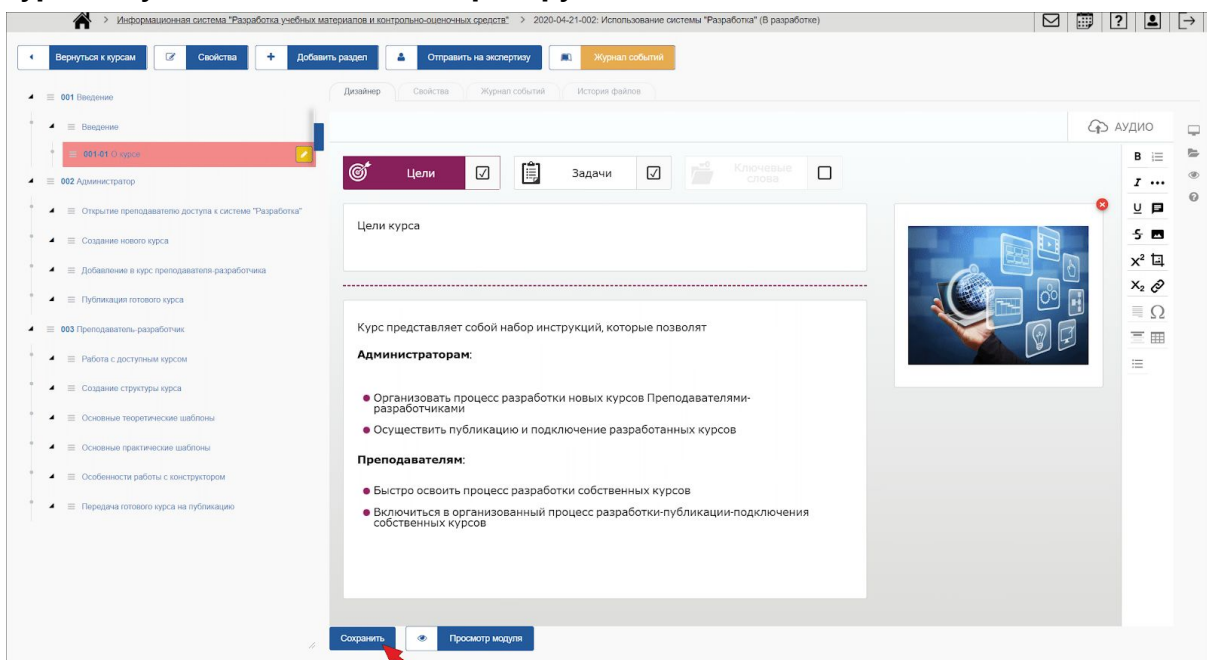 > Информационная система "Разработка учебных материалов и контрольно-оценочных средств" > 2020-04-21-002: Использование системы "Разработка" (В разработке)
Вернуться к курсам Свойства + Добавить раздел Отправить на экспертизу Журнал событий
Дизайнер Свойства Журнал событий История файлов
001 Введение
Введение
001-01 О курсе
002 Администратор
Открытие преподавателю доступа к системе "Разработка"
Создание нового курса
Добавление в курс преподавателя-разработчика
Публикация готового курса
003 Преподаватель-разработчик
Работа с доступным курсом
Создание структуры курса
Основные теоретические шаблоны
Основные практические шаблоны
Особенности работы с конструктором
Передача готового курса на публикацию
АУДИО
Цели Задачи Ключевые
слова
Цели курса
Курс представляет собой набор инструкций, которые позволят
Администраторам:
Организовать процесс разработки новых курсов Преподавателями-
разработчиками
Осуществить публикацию и подключение разработанных курсов
Преподавателям:
Быстро освоить процесс разработки собственных курсов
Включиться в организованный процесс разработки-публикации-подключения
собственных курсов
B
I
U
S
X²
X₂
Ω
Сохранить Просмотр модуля